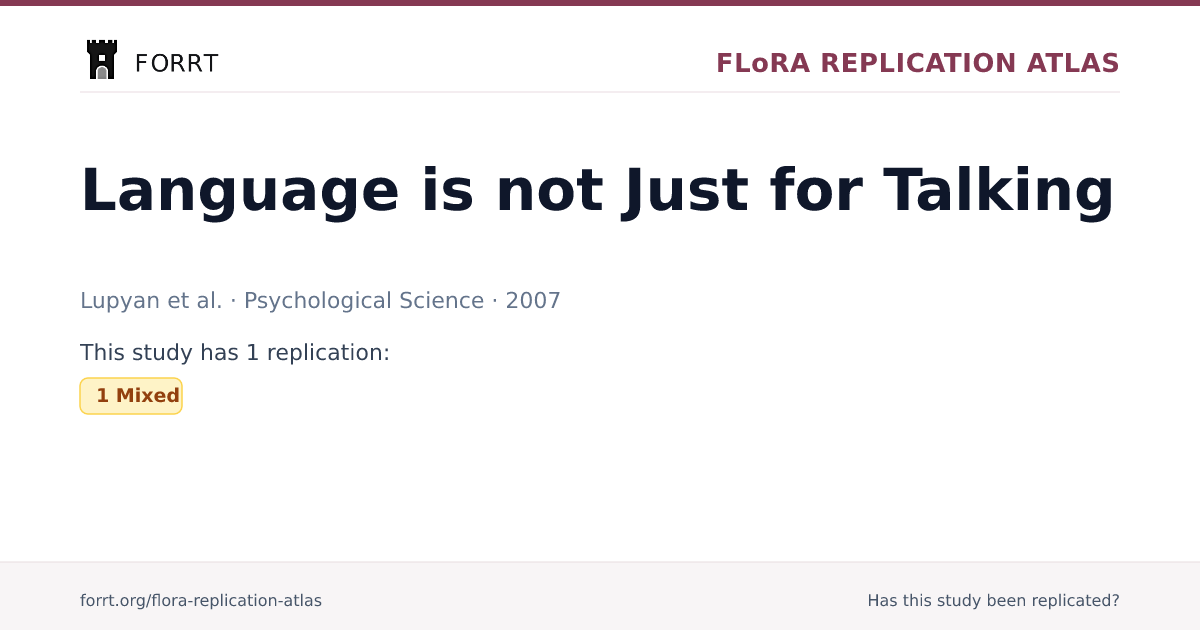 FORRT
FLoRA REPLICATION ATLAS
Language is not Just for Talking
Lupyan et al. · Psychological Science · 2007
This study has 1 replication:
1 Mixed
forrt.org/flora-replication-atlas
Has this study been replicated?